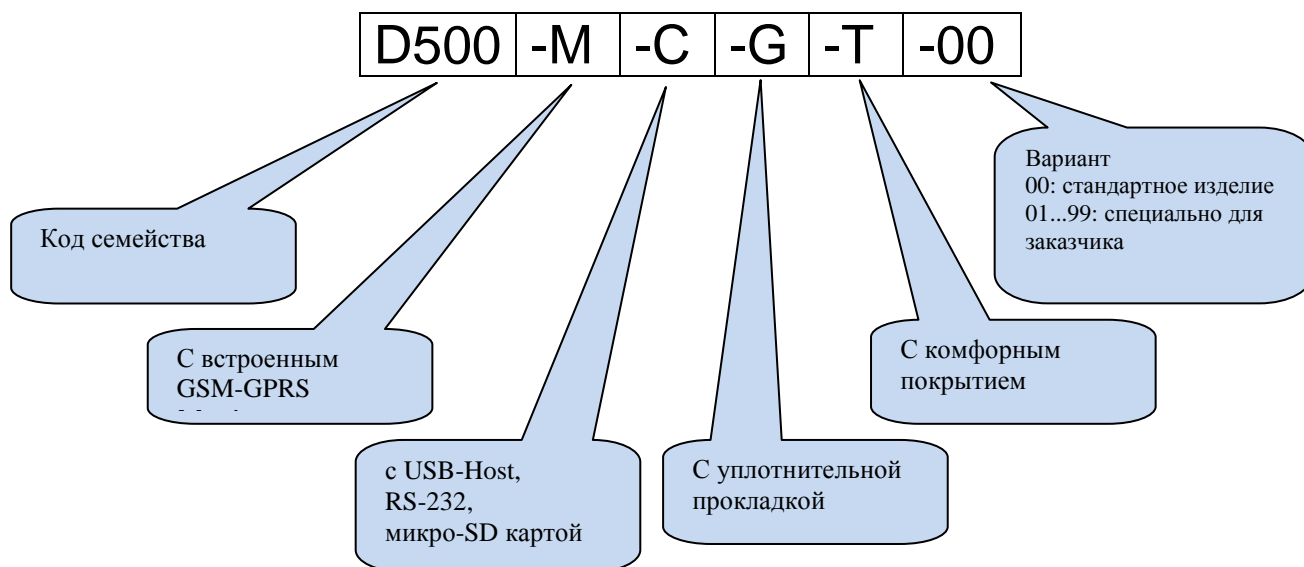 D500 -M -C -G -T -00
Вариант
00: стандартное изделие
01...99: специально для
заказчика
Код семейства
С встроенным
GSM-GPRS
С комфорным
покрытием
с USB-Host,
RS-232,
микро-SD картой
С уплотнительной
прокладкой